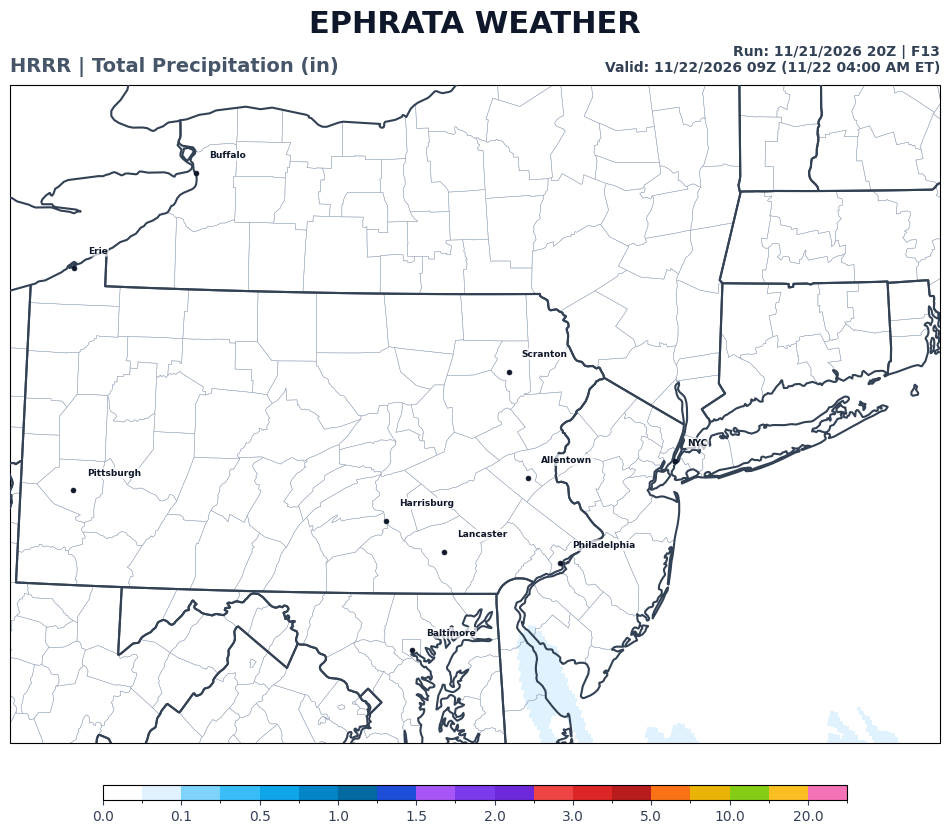 EPHRATA WEATHER
HRRR | Total Precipitation (in)
Run: 11/21/2026 20Z | F13
Valid: 11/22/2026 09Z (11/22 04:00 AM ET)
Buffalo
Erie
Scranton
NYC
Allentown
Pittsburgh
Harrisburg
Lancaster
Philadelphia
Baltimore
0.0 0.1 0.5 1.0 1.5 2.0 3.0 5.0 10.0 20.0